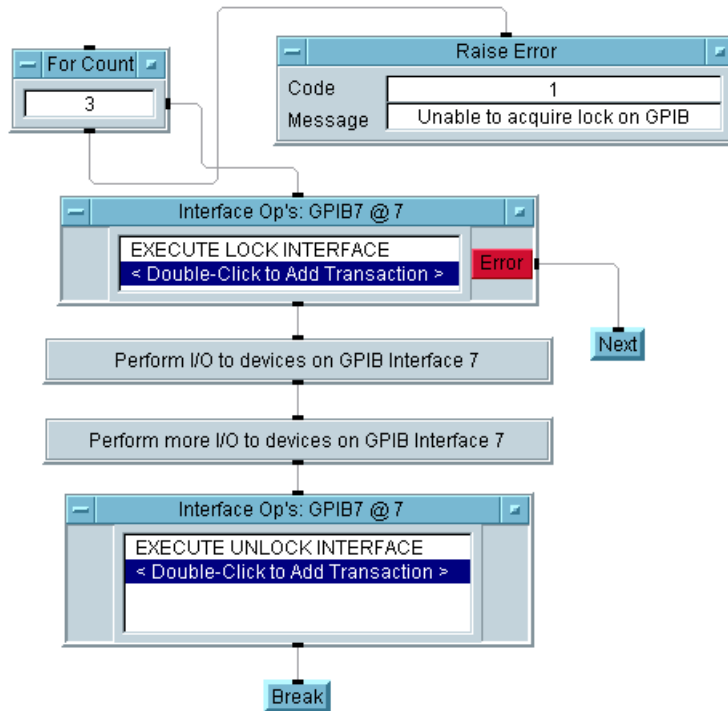 For Count
3
Raise Error
Code 1
Message Unable to acquire lock on GPIB
Interface Op's: GPIB7 @ 7
EXECUTE LOCK INTERFACE
< Double-Click to Add Transaction >
Error
Next
Perform I/O to devices on GPIB Interface 7
Perform more I/O to devices on GPIB Interface 7
Interface Op's: GPIB7 @ 7
EXECUTE UNLOCK INTERFACE
< Double-Click to Add Transaction >
Break